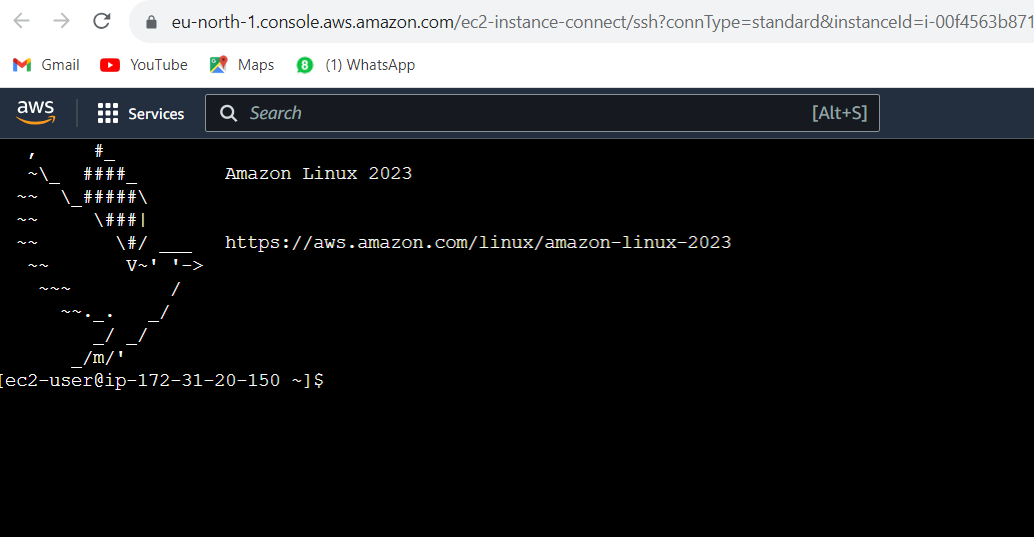 eu-north-1.console.aws.amazon.com/ec2-instance-connect/ssh?connType=standard&instanceId=i-00f4563b871
Gmail YouTube Maps 8 (1) WhatsApp
aws Services Search [Alt+S]
   ,     #_
   ~\_  ####_        Amazon Linux 2023
  ~~  \_#####\
  ~~     \###|
  ~~       \#/ ___   https://aws.amazon.com/linux/amazon-linux-2023
   ~~       V~' '->
    ~~~         /
      ~~._.   _/
         _/ _/
       _/m/'
[ec2-user@ip-172-31-20-150 ~]$